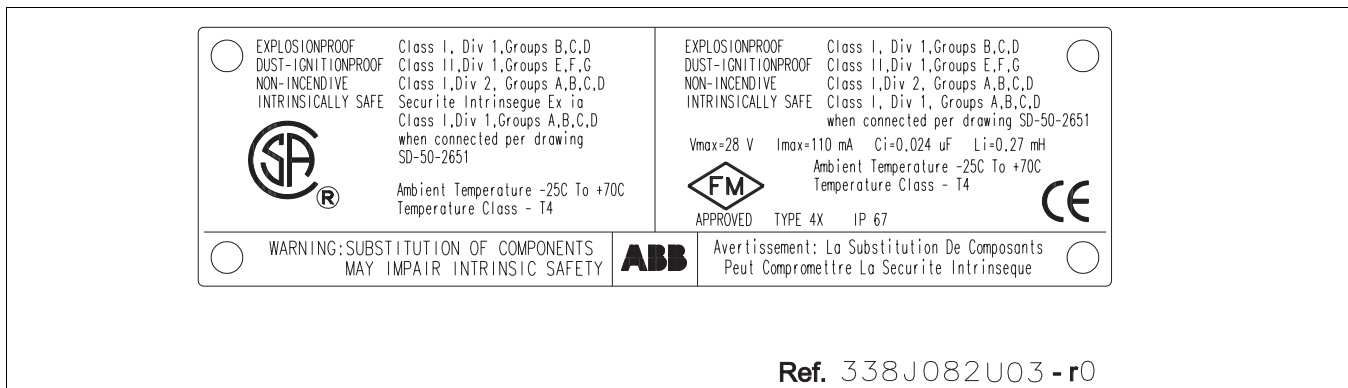 EXPLOSIONPROOF Class I, Div 1,Groups B,C,D
DUST-IGNITIONPROOF Class II,Div 1,Groups E,F,G
NON-INCENDIVE Class I,Div 2, Groups A,B,C,D
INTRINSICALLY SAFE Securite Intrinseque Ex ia
Class I,Div 1,Groups A,B,C,D
when connected per drawing
SD-50-2651
SA
®
Ambient Temperature -25C To +70C
Temperature Class - T4
EXPLOSIONPROOF Class I, Div 1,Groups B,C,D
DUST-IGNITIONPROOF Class II,Div 1,Groups E,F,G
NON-INCENDIVE Class I,Div 2, Groups A,B,C,D
INTRINSICALLY SAFE Class I, Div 1, Groups A,B,C,D
when connected per drawing SD-50-2651
Vmax=28 V Imax=110 mA Ci=0.024 uF Li=0.27 mH
Ambient Temperature -25C To +70C
Temperature Class - T4
FM
CE
APPROVED TYPE 4X IP 67
WARNING:SUBSTITUTION OF COMPONENTS
MAY IMPAIR INTRINSIC SAFETY
ABB
Avertissement: La Substitution De Composants
Peut Compromettre La Securite Intrinseque
Ref. 338J082U03 - r0